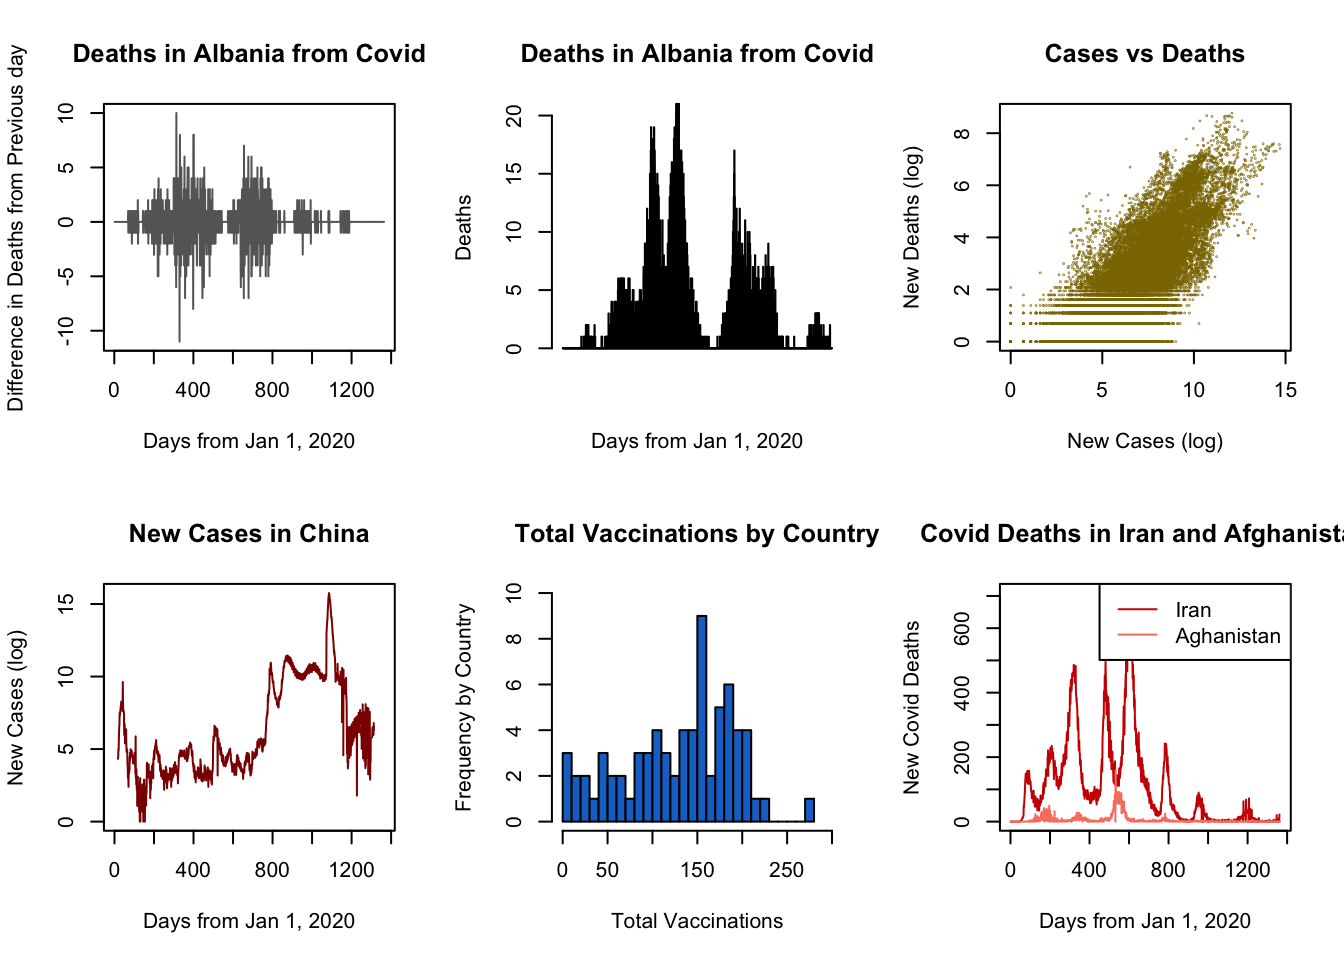 Deaths in Albania from Covid
Difference in Deaths from Previous day
10
5
0
-5
-10
0 400 800 1200
Days from Jan 1, 2020
Deaths in Albania from Covid
Deaths
20
15
10
5
0
Days from Jan 1, 2020
Cases vs Deaths
New Deaths (log)
8
6
4
2
0
0 5 10 15
New Cases (log)
New Cases in China
New Cases (log)
15
10
5
0
0 400 800 1200
Days from Jan 1, 2020
Total Vaccinations by Country
Frequency by Country
10
8
6
4
2
0
0 50 150 250
Total Vaccinations
Covid Deaths in Iran and Afghanista
New Covid Deaths
600
400
200
0
Iran
Aghanistan
0 400 800 1200
Days from Jan 1, 2020